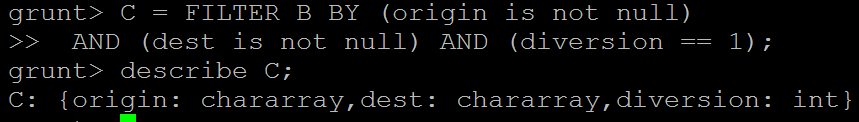 grunt> C = FILTER B BY (origin is not null)
>>  AND (dest is not null) AND (diversion == 1);
grunt> describe C;
C: {origin: chararray,dest: chararray,diversion: int}